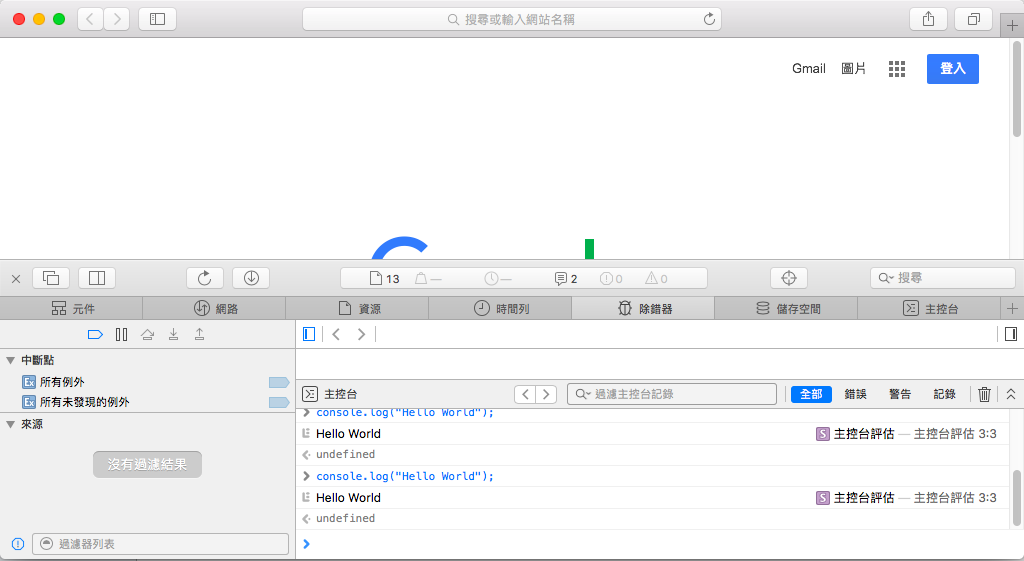 搜尋或輸入網站名稱
Gmail 圖片 登入
13 — — 2 0 0 搜尋
元件 網路 資源 時間列 除錯器 儲存空間 主控台
中斷點
Ex 所有例外
Ex 所有未發現的例外
來源
沒有過濾結果
過濾器列表
主控台 過濾主控台記錄 全部 錯誤 警告 記錄
console.log("Hello World");
Hello World S 主控台評估 — 主控台評估 3:3
undefined
console.log("Hello World");
Hello World S 主控台評估 — 主控台評估 3:3
undefined